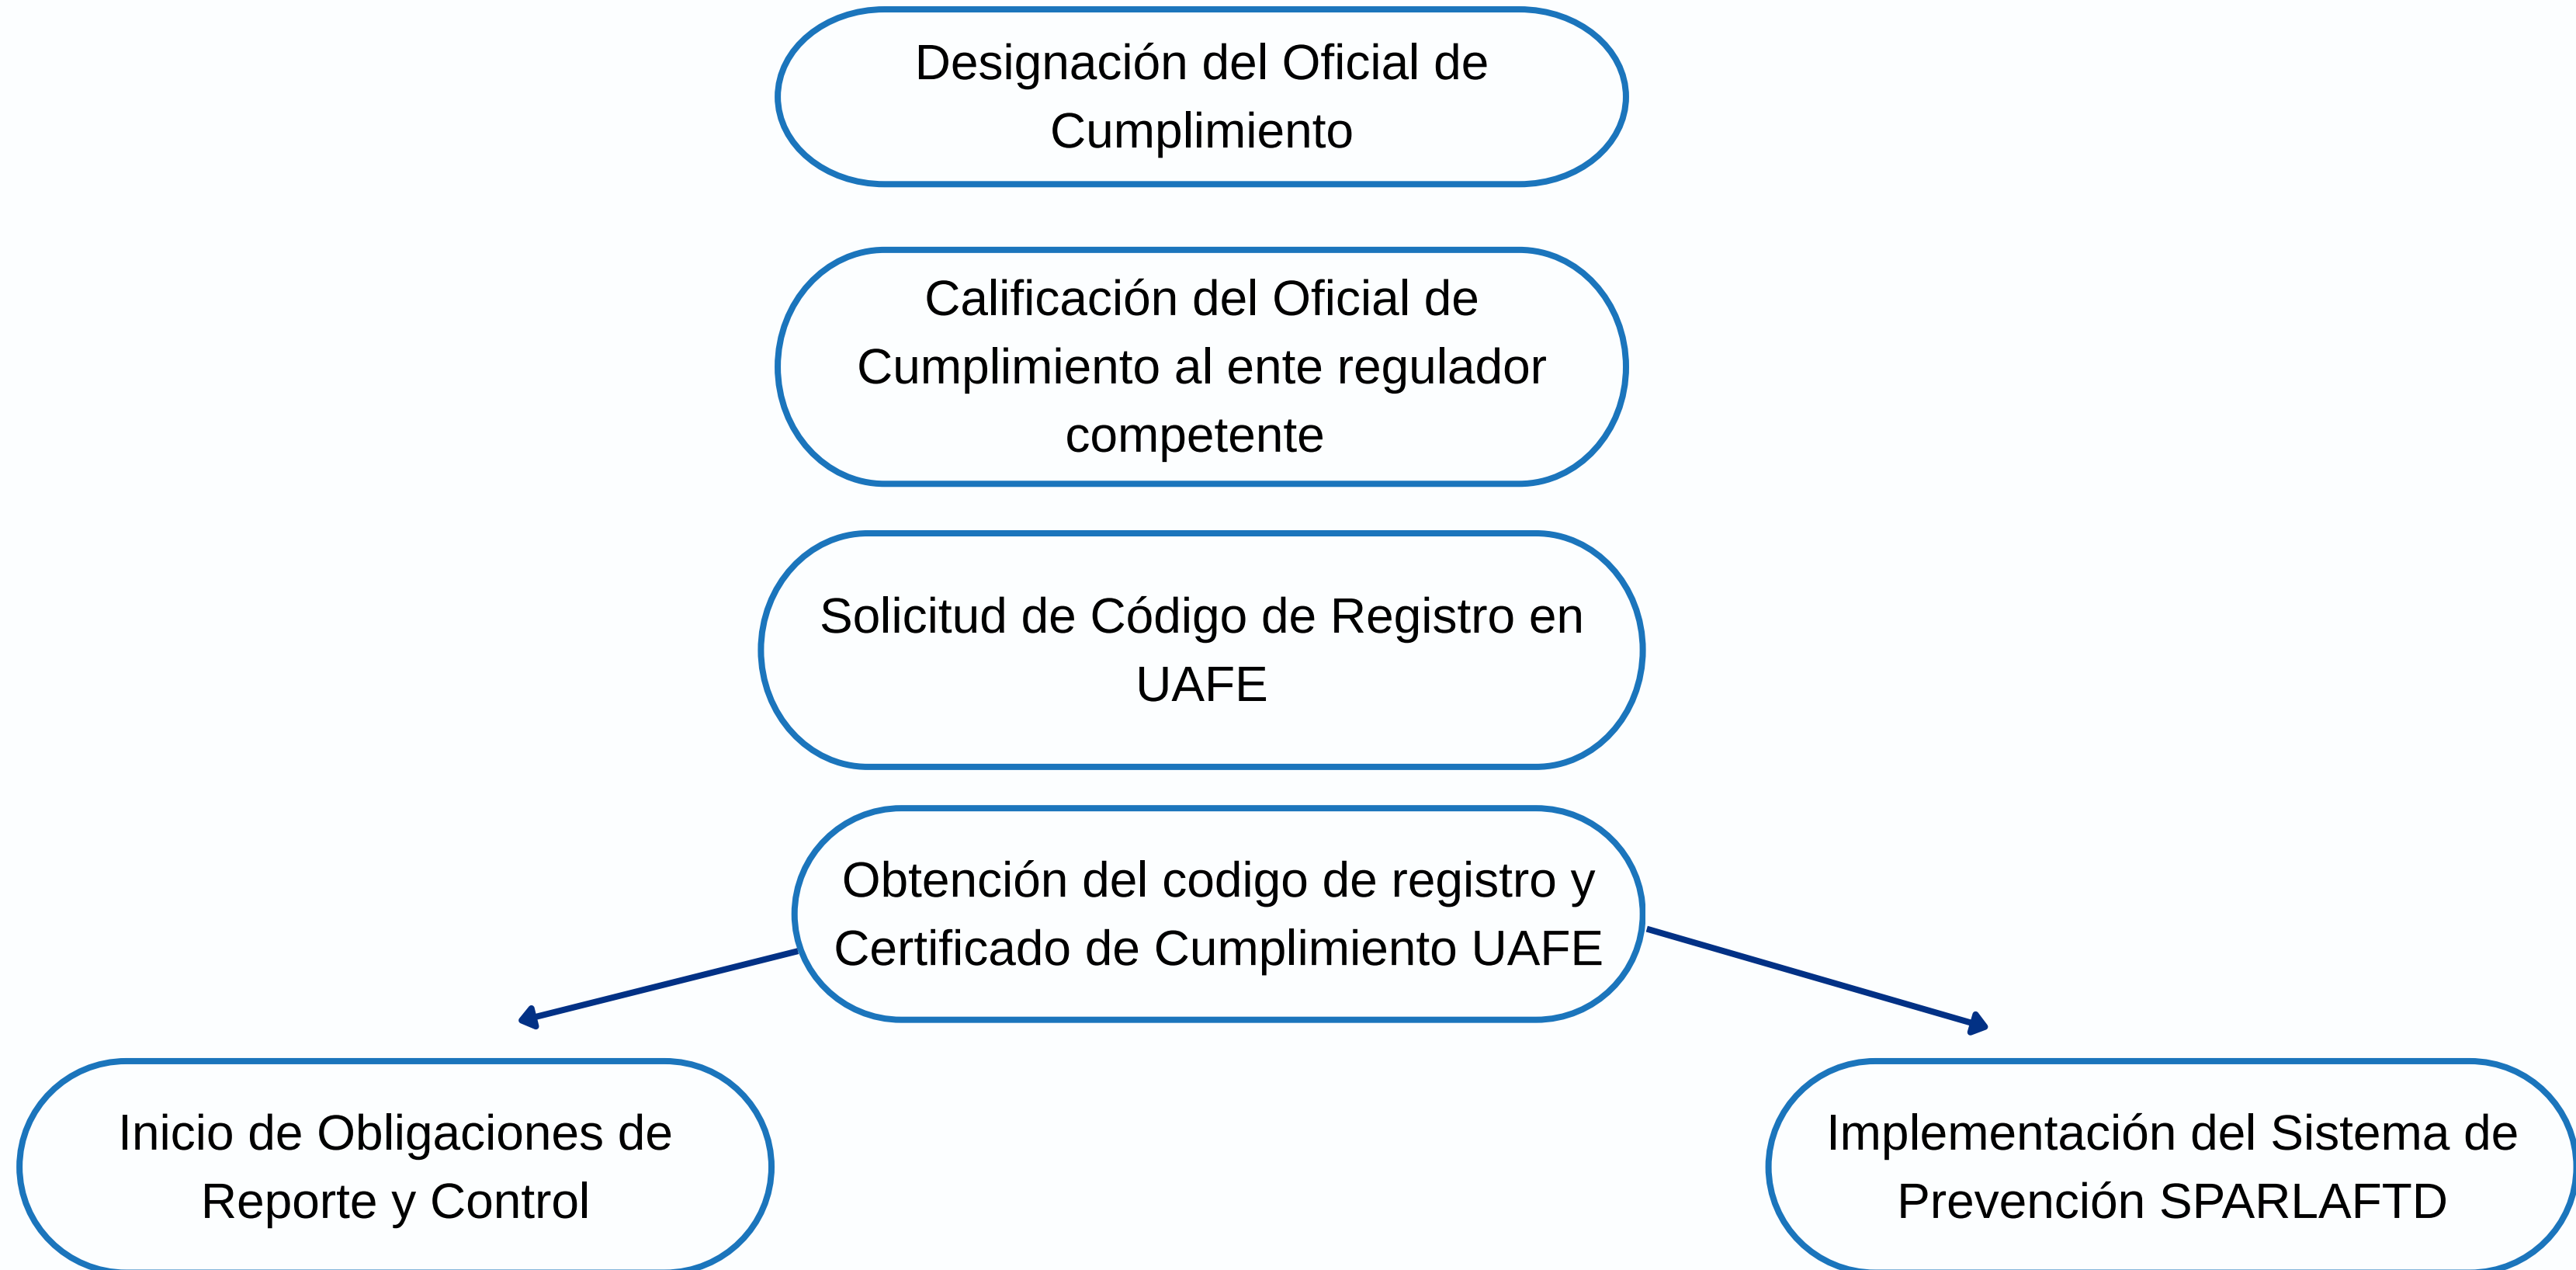 Designación del Oficial de
Cumplimiento
Calificación del Oficial de
Cumplimiento al ente regulador
competente
Solicitud de Código de Registro en
UAFE
Obtención del codigo de registro y
Certificado de Cumplimiento UAFE
Inicio de Obligaciones de
Reporte y Control
Implementación del Sistema de
Prevención SPARLAFTD